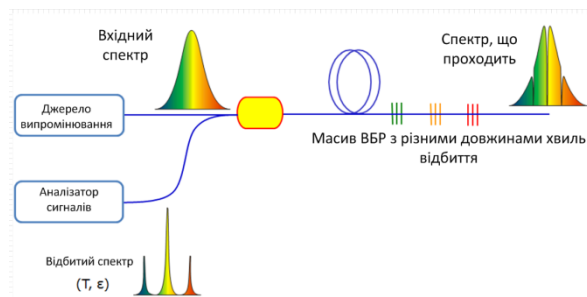 Вхідний
спектр
Спектр, що
проходить
Джерело
випромінювання
Масив ВБР з різними довжинами хвиль
відбиття
Аналізатор
сигналів
Відбитий спектр
(T, ε)